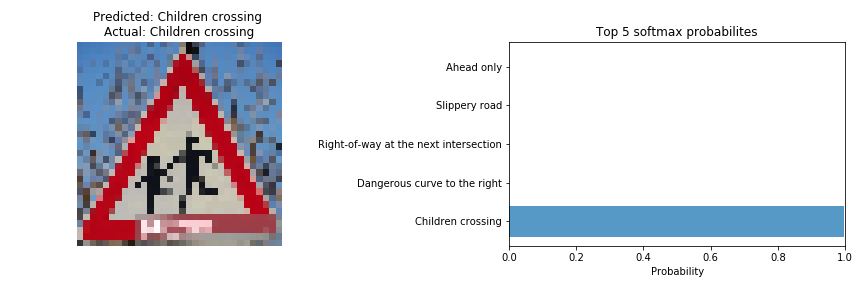 Predicted: Children crossing
Actual: Children crossing
Top 5 softmax probabilites
Ahead only
Slippery road
Right-of-way at the next intersection
Dangerous curve to the right
Children crossing
0.0 0.2 0.4 0.6 0.8 1.0
Probability